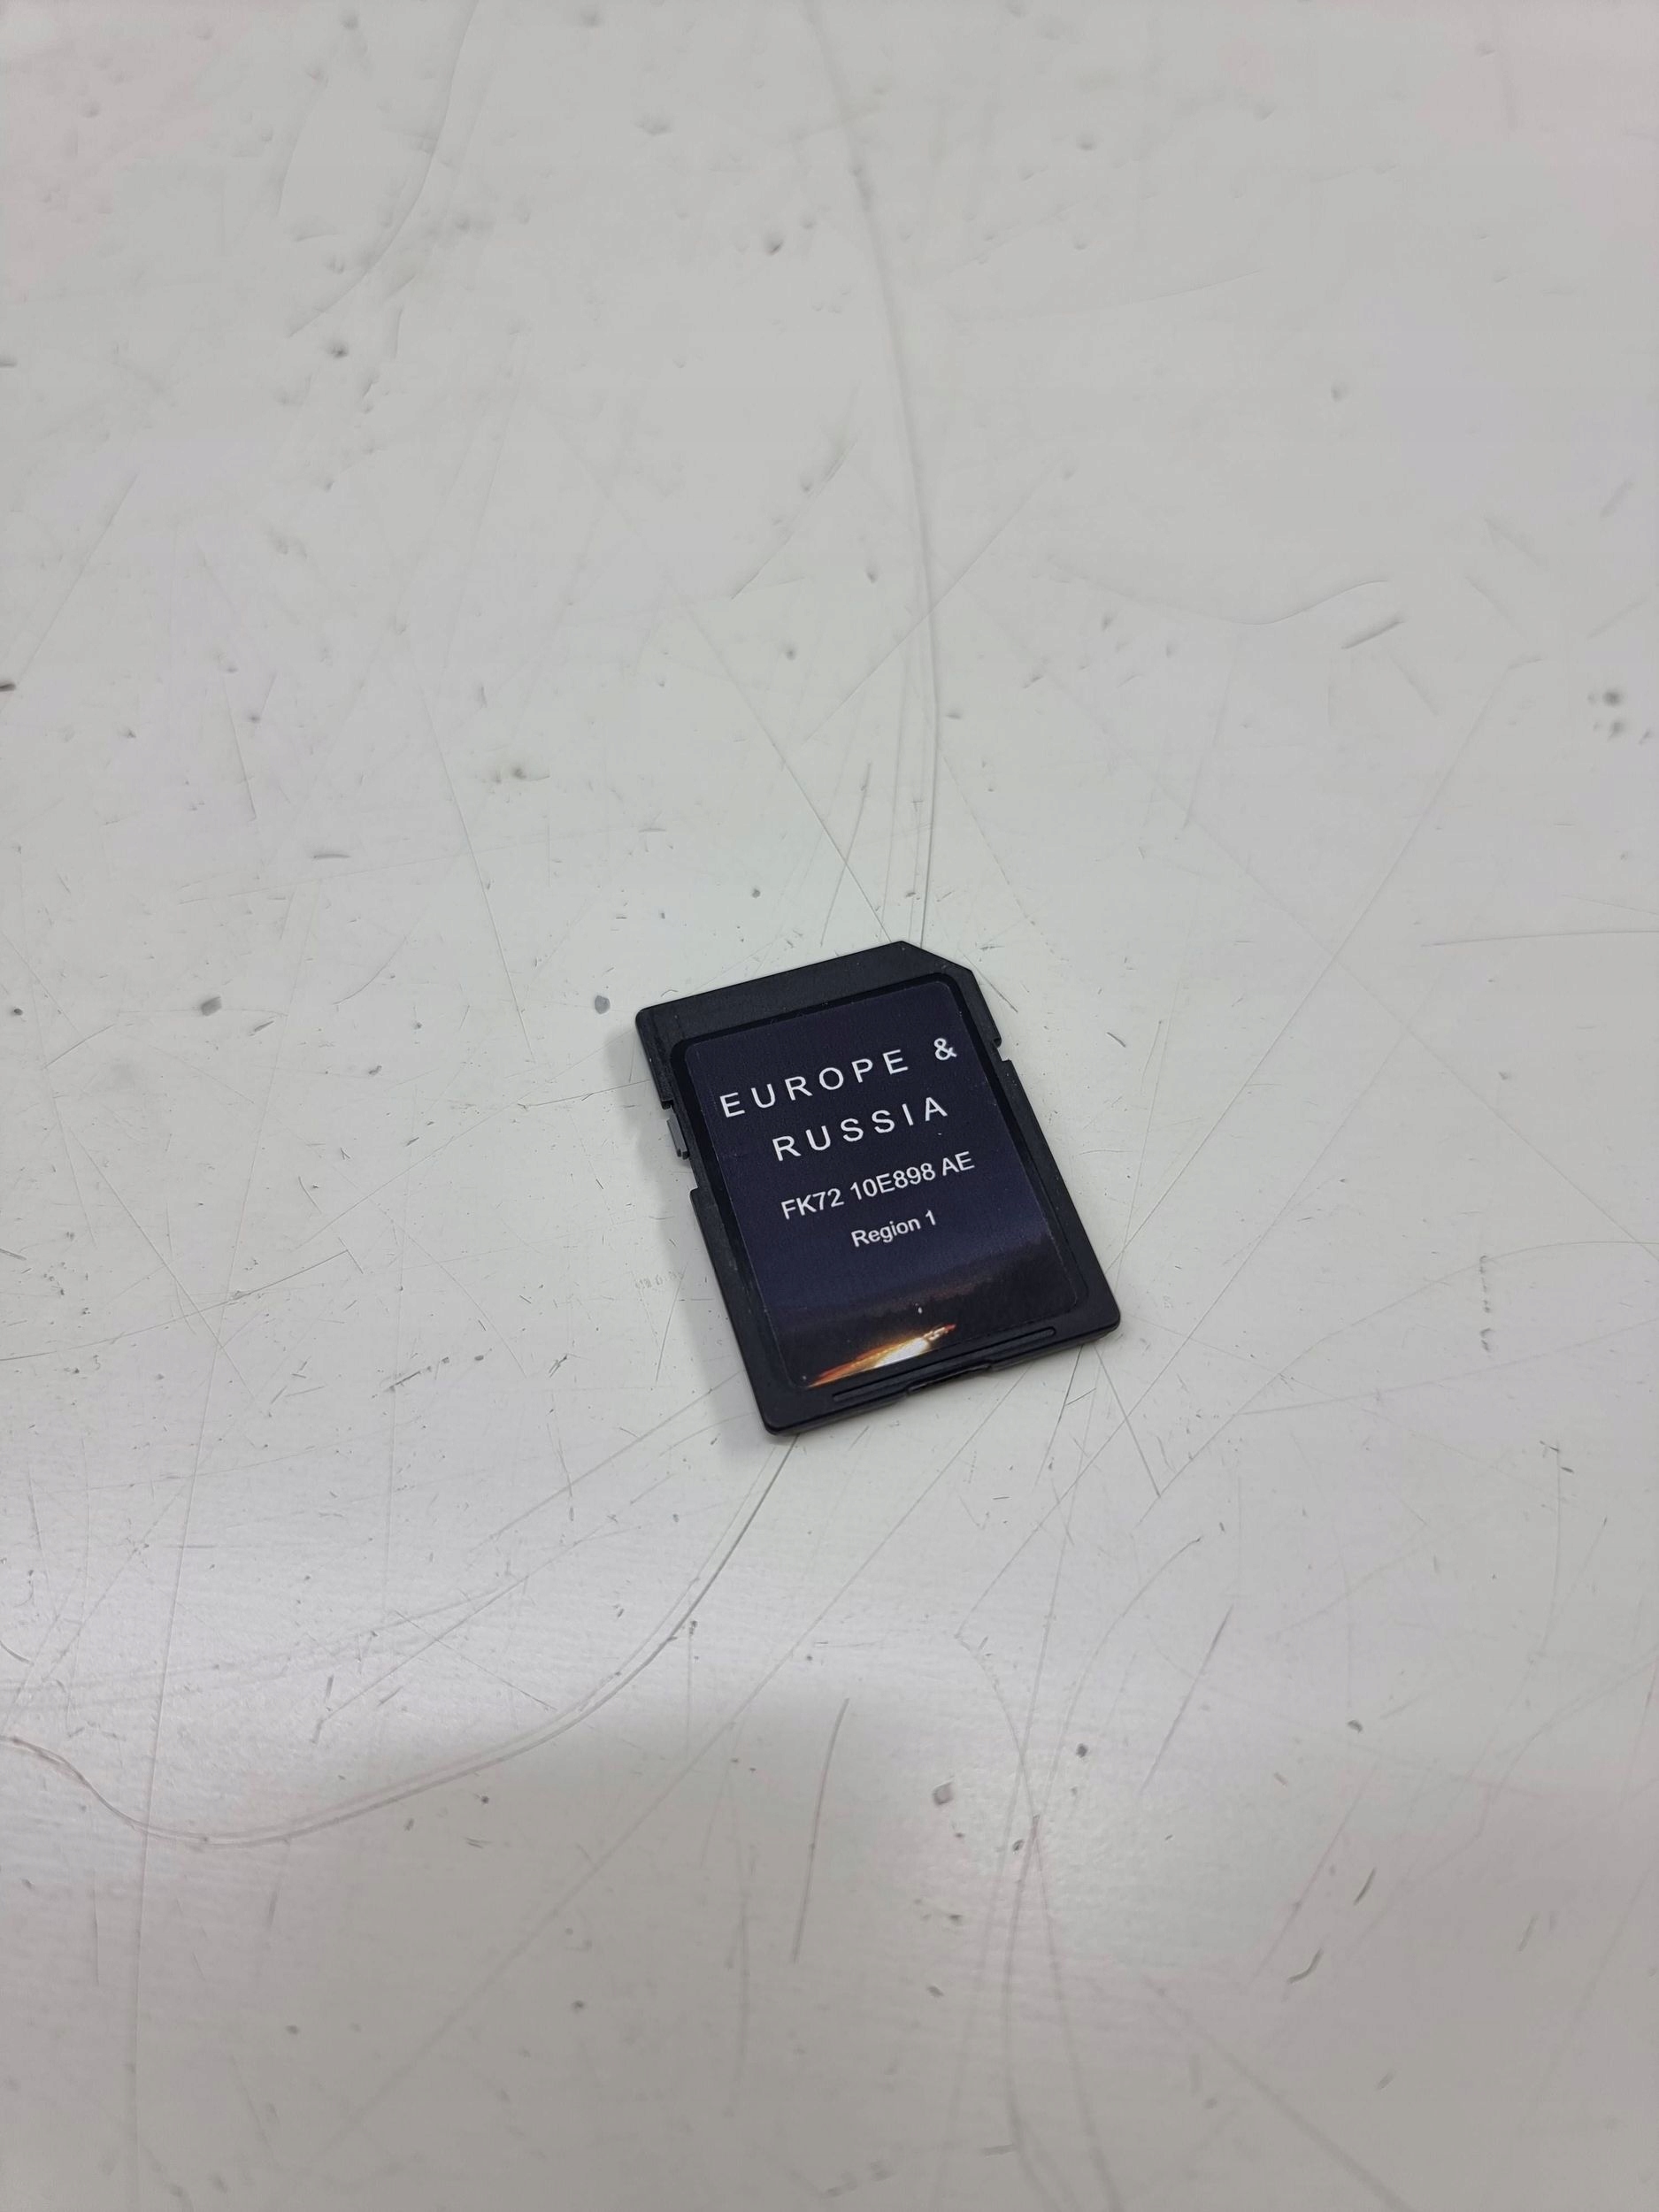 EUROPE &
RUSSIA
FK72 10E898 AE
Region 1